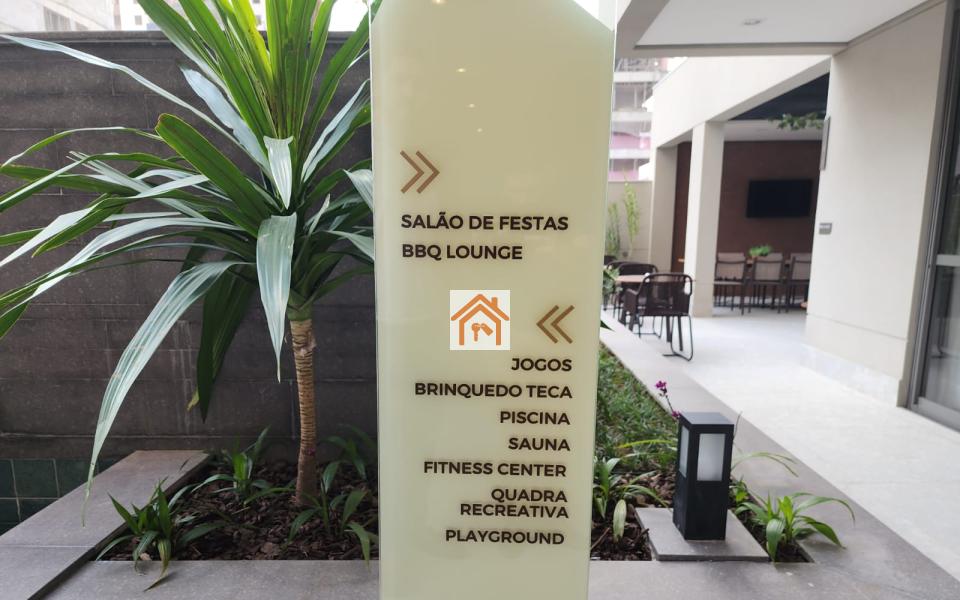 SALÃO DE FESTAS
BBQ LOUNGE
JOGOS
BRINQUEDO TECA
PISCINA
SAUNA
FITNESS CENTER
QUADRA
RECREATIVA
PLAYGROUND